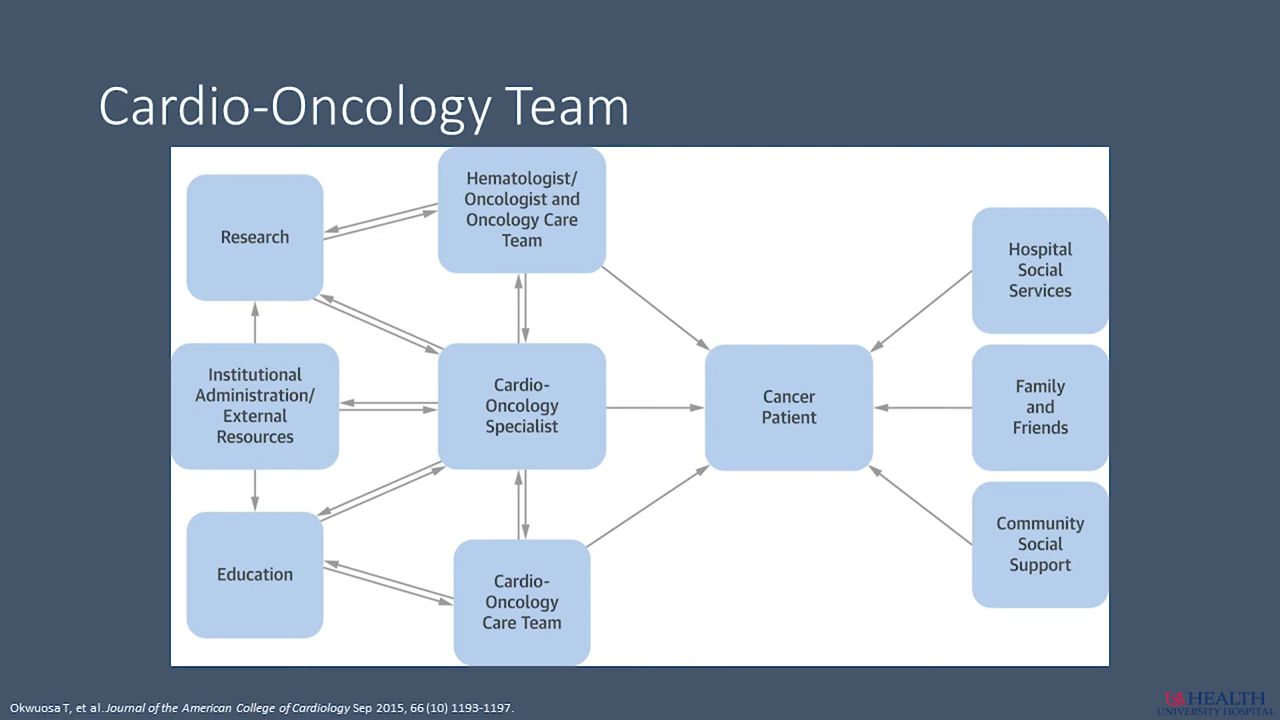 Cardio-Oncology Team
Research
Hematologist/
Oncologist and
Oncology Care
Team
Hospital
Social
Services
Institutional
Administration/
External
Resources
Cardio-
Oncology
Specialist
Cancer
Patient
Family
and
Friends
Education
Cardio-
Oncology
Care Team
Community
Social
Support
Okwuosa T, et al. Journal of the American College of Cardiology Sep 2015, 66 (10) 1193-1197.
HEALTH
UNIVERSITY HOSPITAL